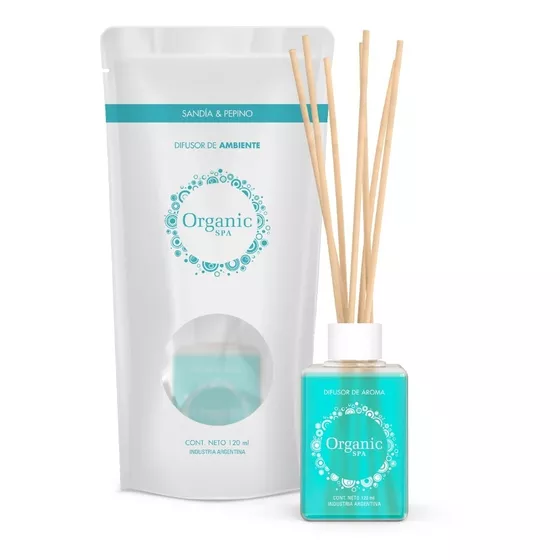 SANDÍA & PEPINO
DIFUSOR DE AMBIENTE
Organic
SPA
CONT. NETO 120 ml
INDUSTRIA ARGENTINA
DIFUSOR DE AROMA
Organic
SPA
CONT. NETO 120 ml
INDUSTRIA ARGENTINA